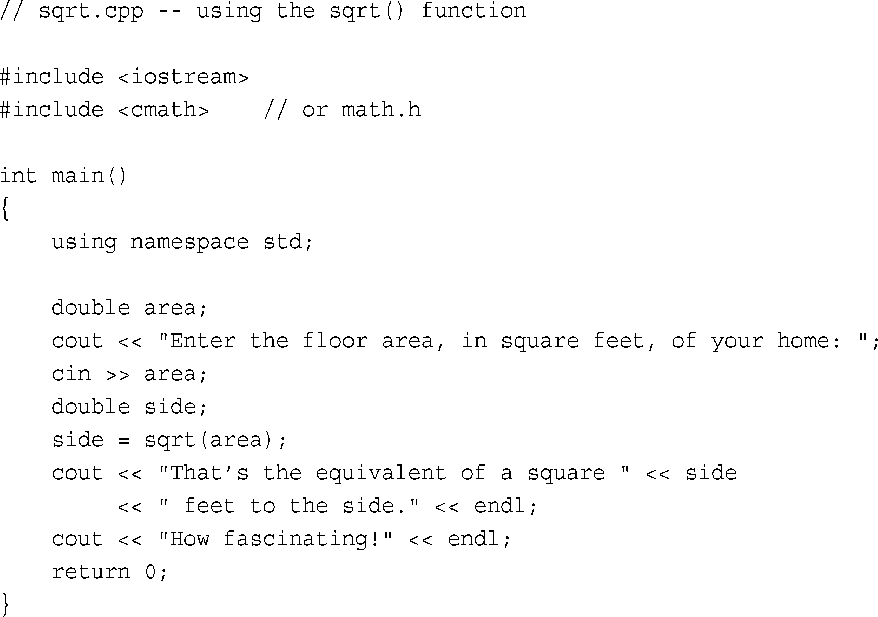 // sqrt.cpp -- using the sqrt() function
#include <iostream>
#include <cmath>    // or math.h
int main()
{
    using namespace std;
    double area;
    cout << "Enter the floor area, in square feet, of your home: ";
    cin >> area;
    double side;
    side = sqrt(area);
    cout << "That's the equivalent of a square " << side
         << " feet to the side." << endl;
    cout << "How fascinating!" << endl;
    return 0;
}